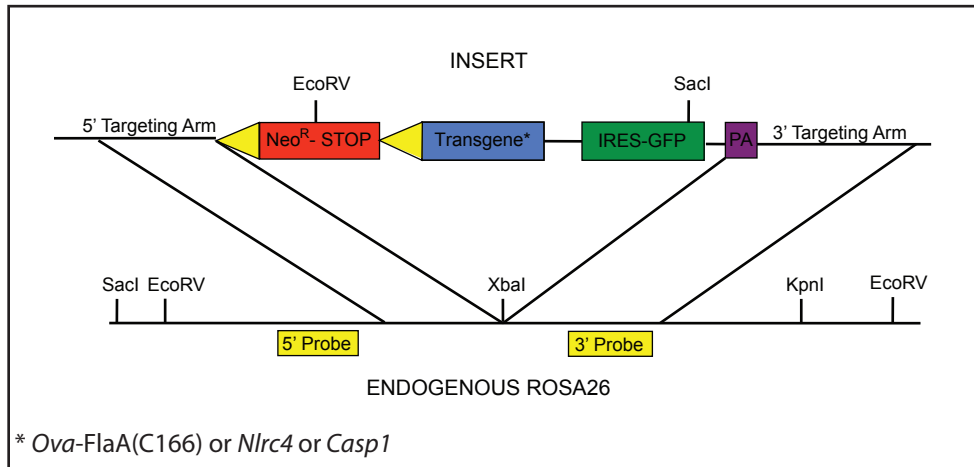 INSERT
EcoRV
SacI
5’ Targeting Arm
Neoᴿ- STOP
Transgene*
IRES-GFP
PA
3’ Targeting Arm
SacI
EcoRV
XbaI
KpnI
EcoRV
5’ Probe
3’ Probe
ENDOGENOUS ROSA26
* Ova-FlaA(C166) or Nlrc4 or Casp1